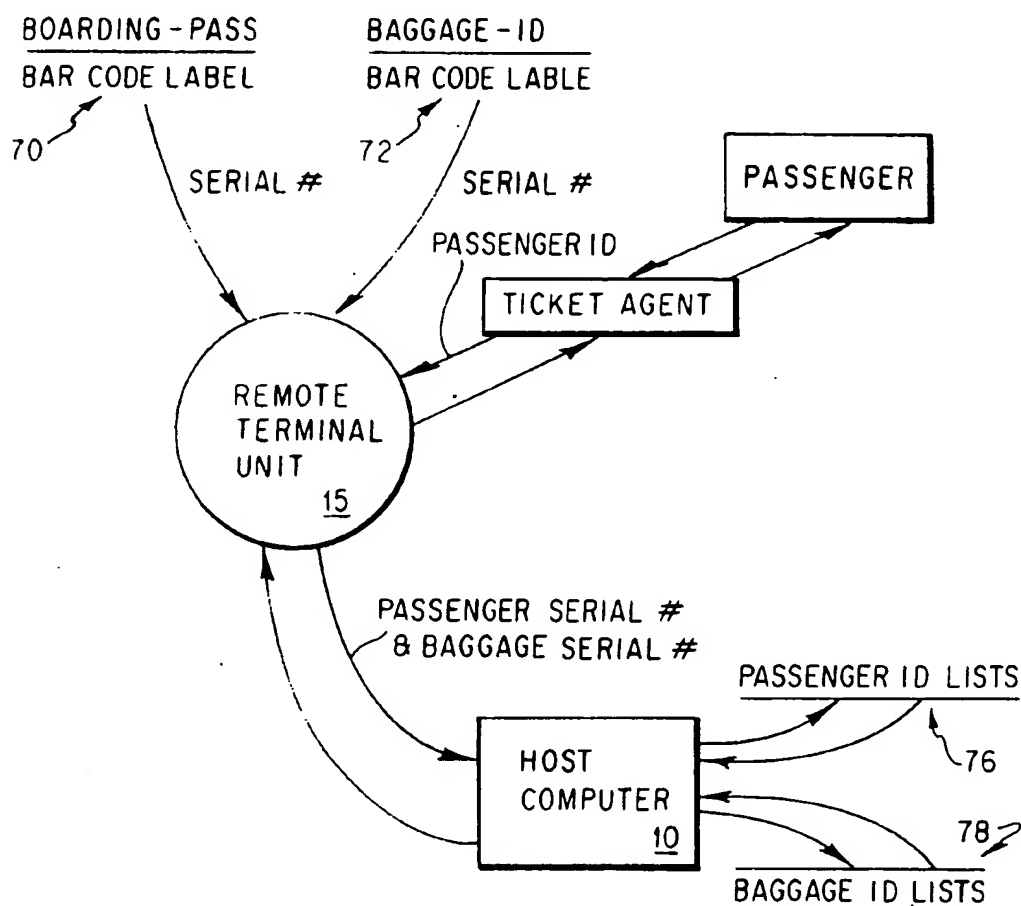 BOARDING-PASS
BAR CODE LABEL
70
BAGGAGE-ID
BAR CODE LABLE
72
SERIAL #
SERIAL #
PASSENGER
PASSENGER ID
TICKET AGENT
REMOTE
TERMINAL
UNIT
15
PASSENGER SERIAL #
& BAGGAGE SERIAL #
PASSENGER ID LISTS
76
HOST
COMPUTER
10
78
BAGGAGE ID LISTS